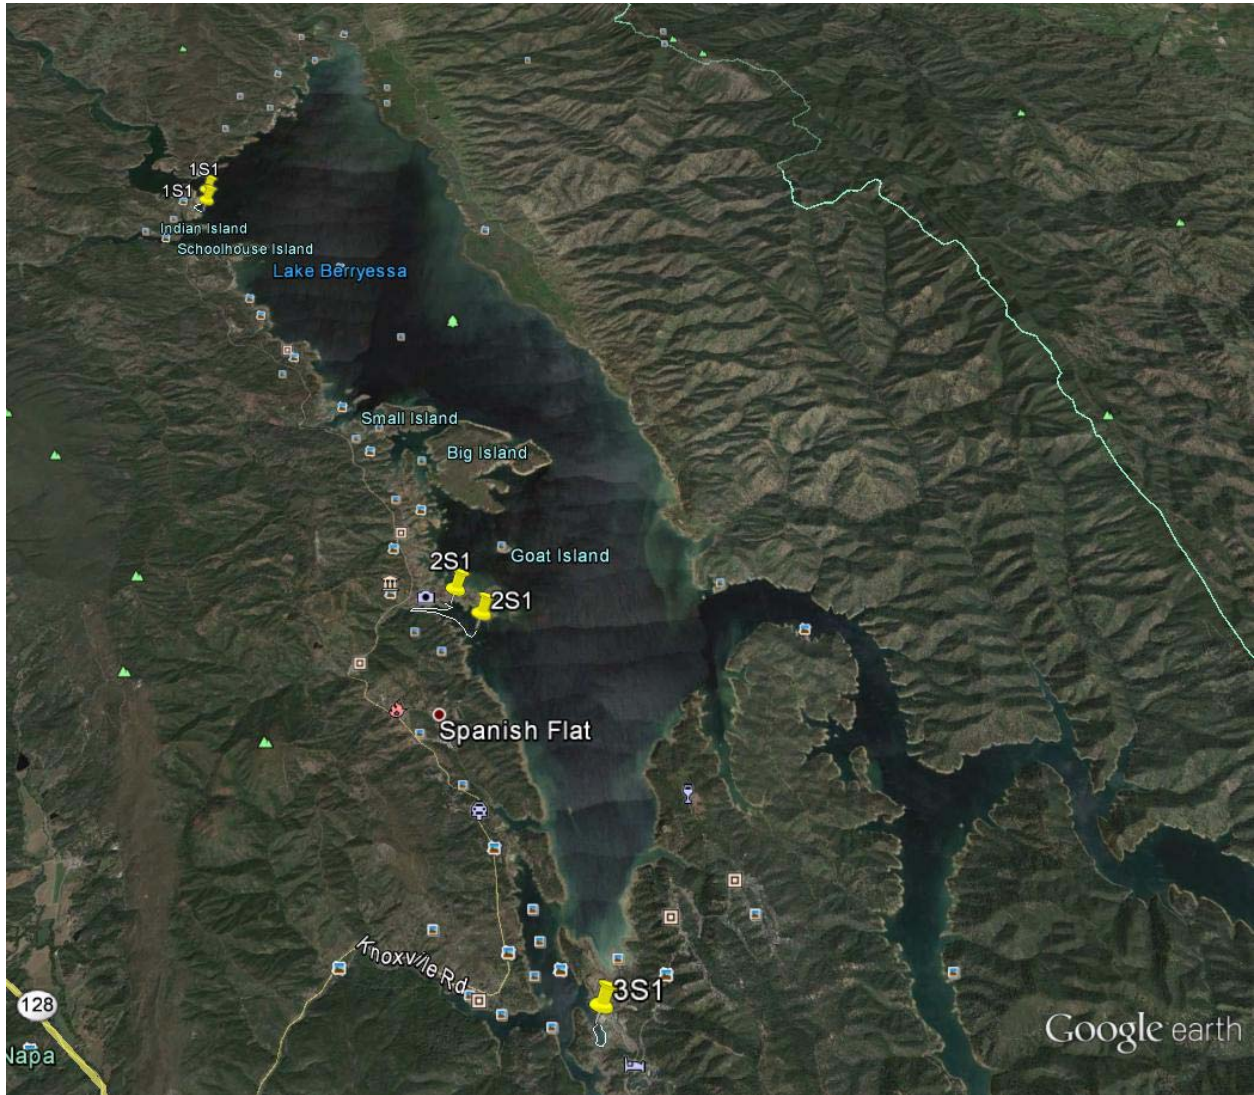 1S1
1S1
Indian Island
Schoolhouse Island
Lake Berryessa
Small Island
Big Island
Goat Island
2S1
2S1
Spanish Flat
Knoxville Rd
3S1
128
Napa
Google earth